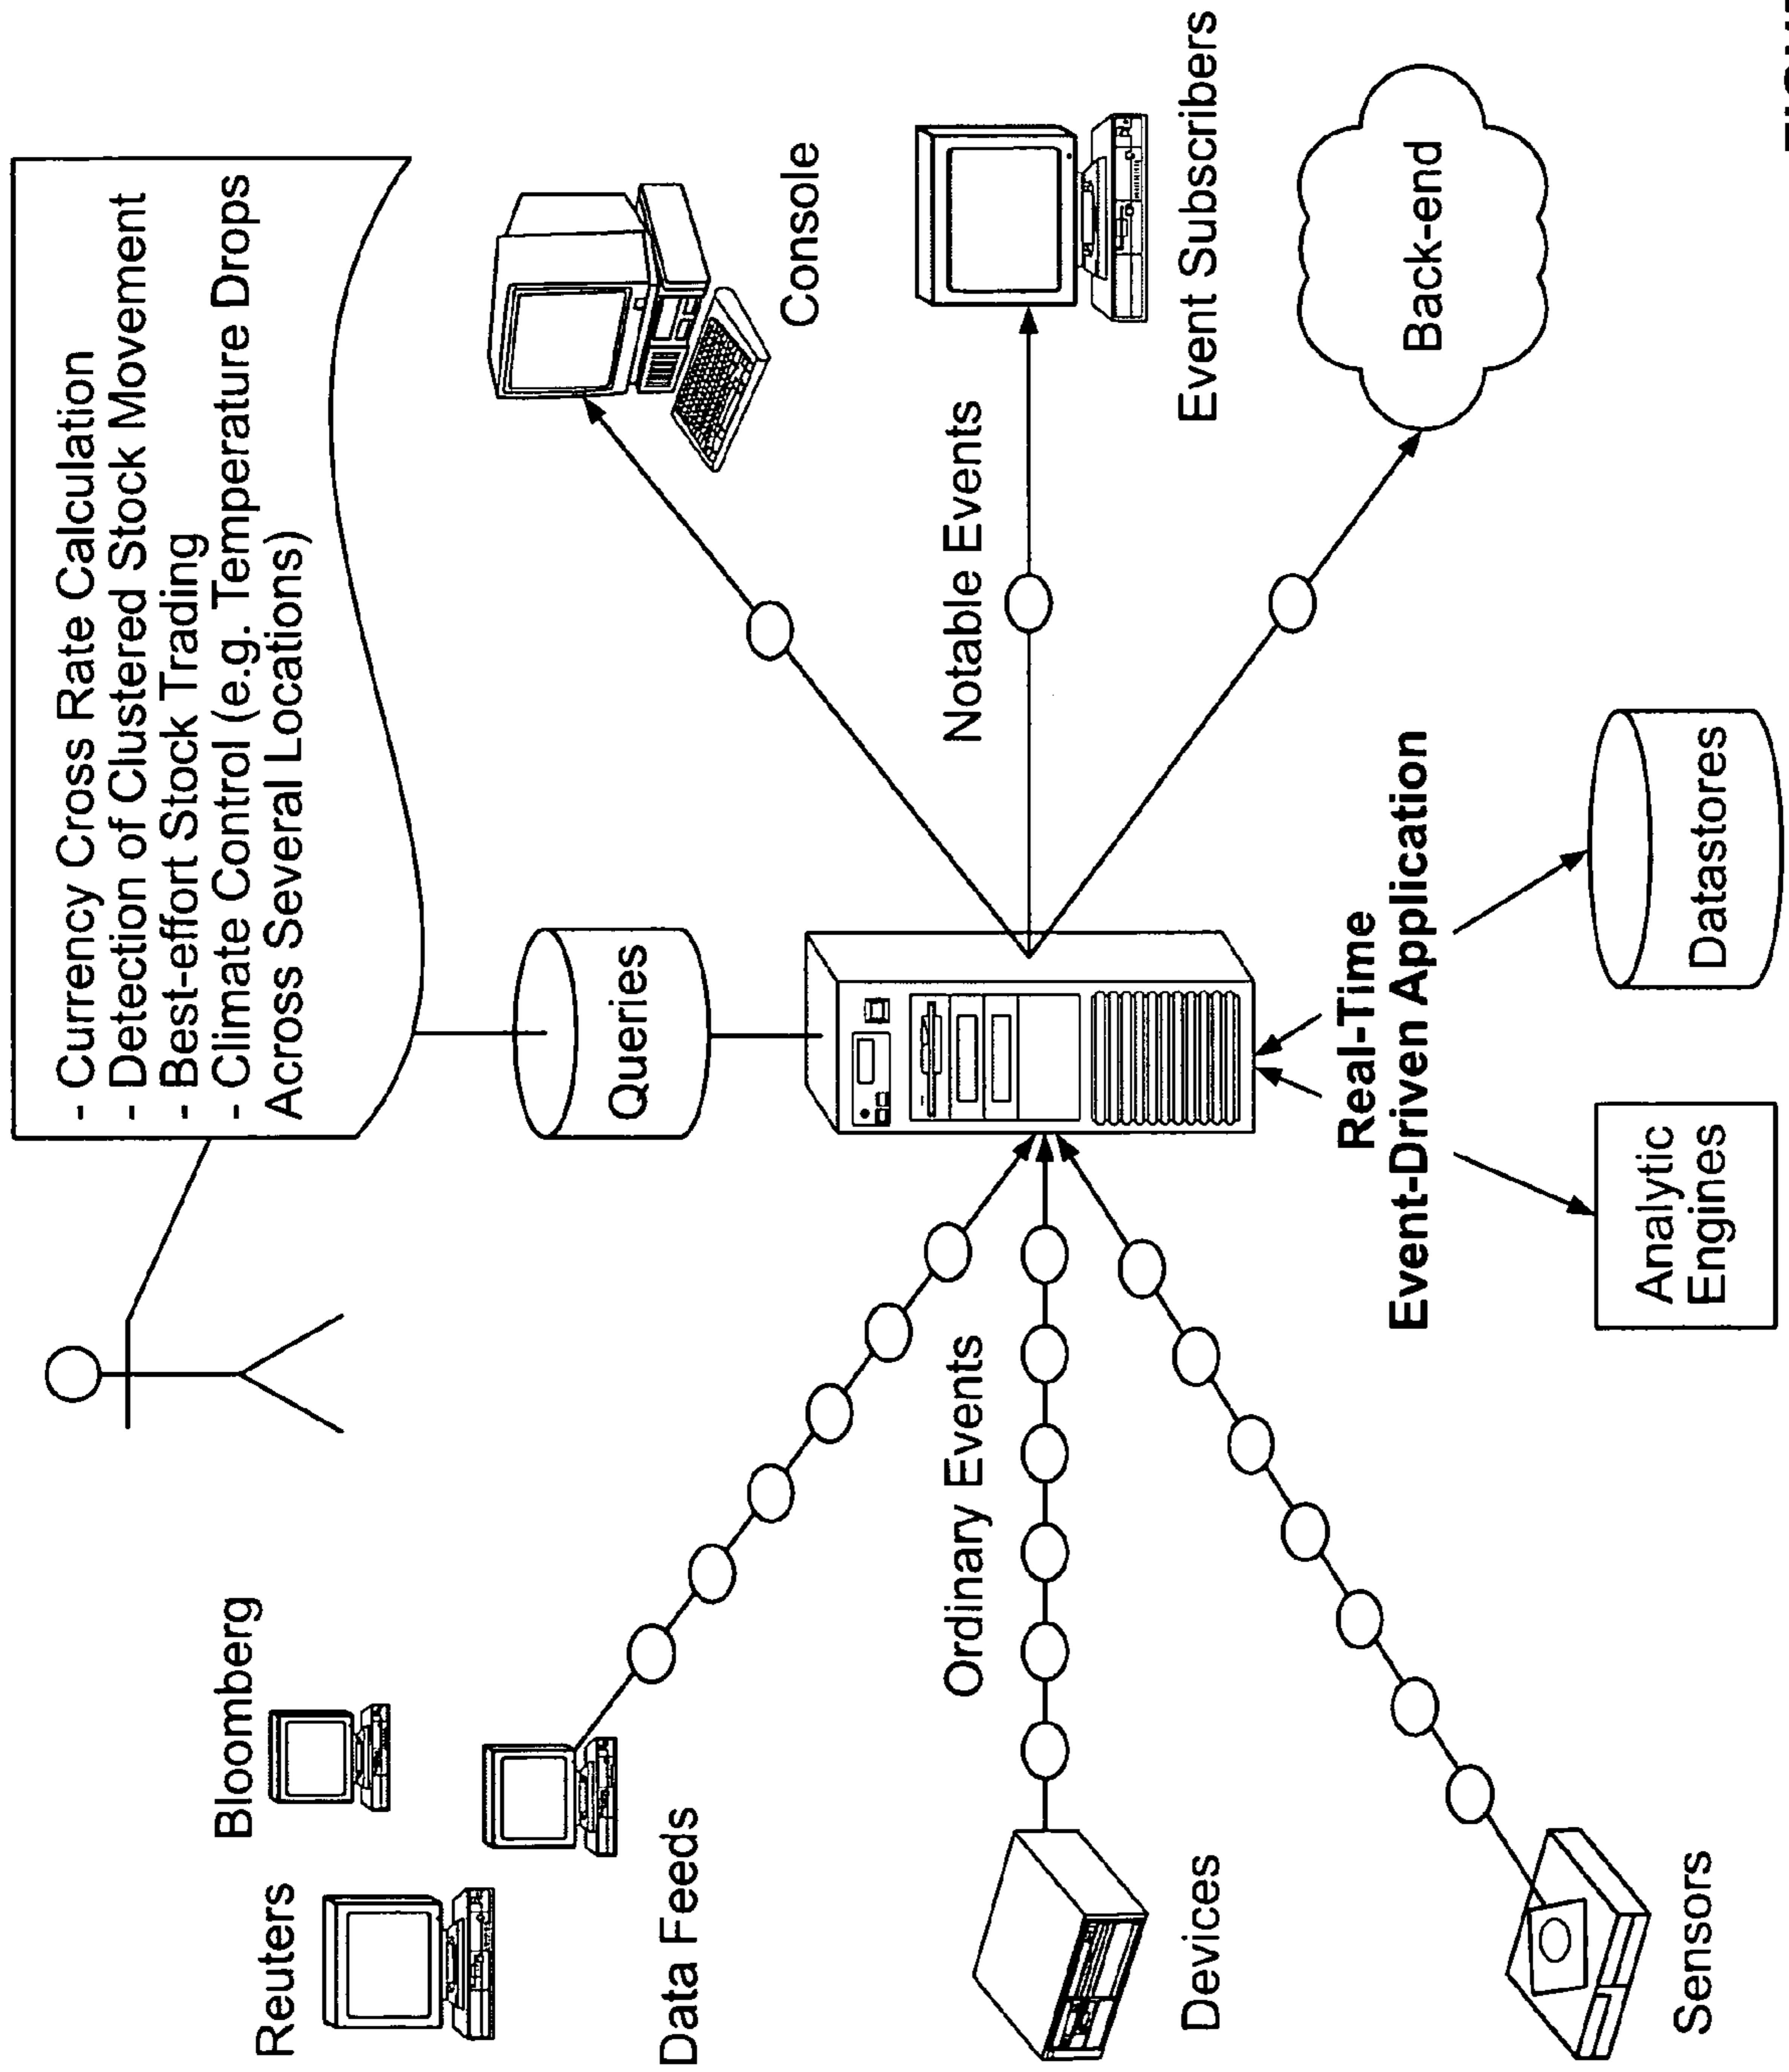 - Currency Cross Rate Calculation
- Detection of Clustered Stock Movement
- Best-effort Stock Trading
- Climate Control (e.g. Temperature Drops
Across Several Locations)
Reuters
Bloomberg
Data Feeds
Queries
Console
Ordinary Events
Notable Events
Devices
Event Subscribers
Sensors
Real-Time
Event-Driven Application
Back-end
Analytic
Engines
Datastores